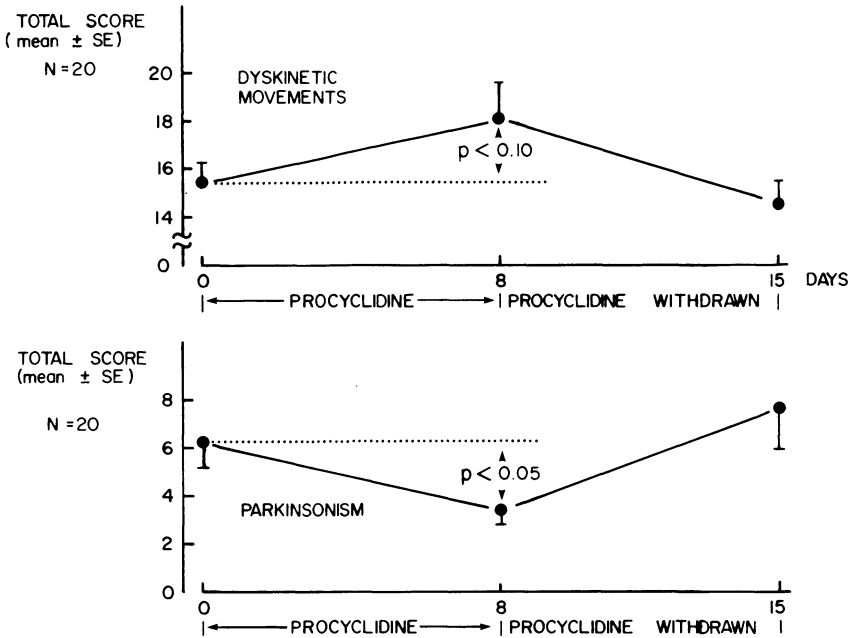 TOTAL SCORE
(mean ± SE)
N = 20
DYSKINETIC
MOVEMENTS
20
18
16
14
0
p < 0.10
0 8 15 DAYS
PROCYCLIDINE PROCYCLIDINE WITHDRAWN
TOTAL SCORE
(mean ± SE)
N = 20
8
6
4
2
0
p < 0.05
PARKINSONISM
0 8 15
PROCYCLIDINE PROCYCLIDINE WITHDRAWN